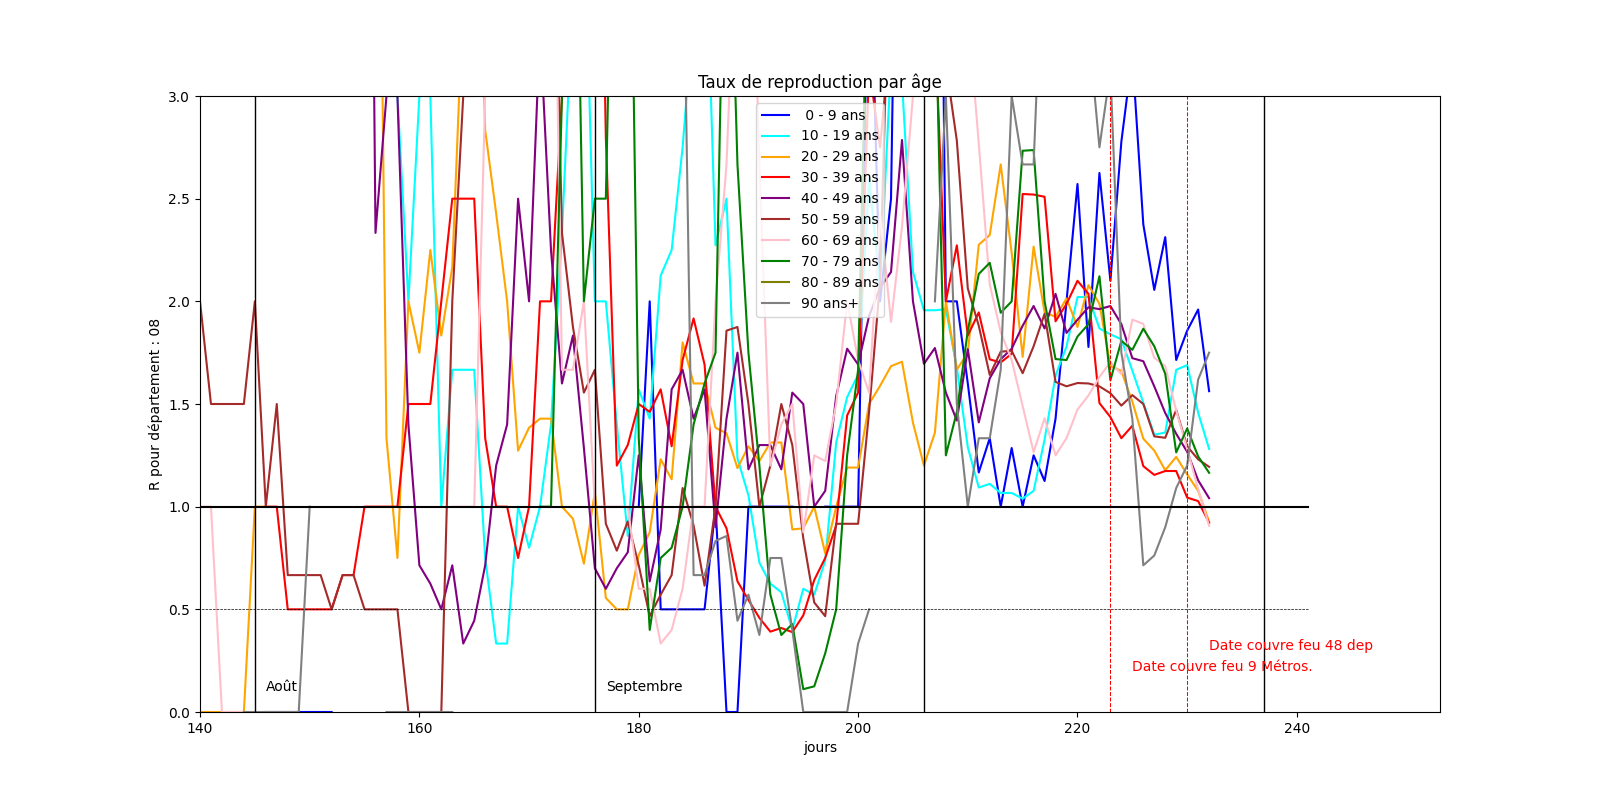 Taux de reproduction par âge
3.0
2.5
2.0
1.5
1.0
0.5
0.0
R pour département : 08
0 - 9 ans
10 - 19 ans
20 - 29 ans
30 - 39 ans
40 - 49 ans
50 - 59 ans
60 - 69 ans
70 - 79 ans
80 - 89 ans
90 ans+
Date couvre feu 48 dep
Date couvre feu 9 Métros.
Août
Septembre
140
160
180
200
220
240
jours